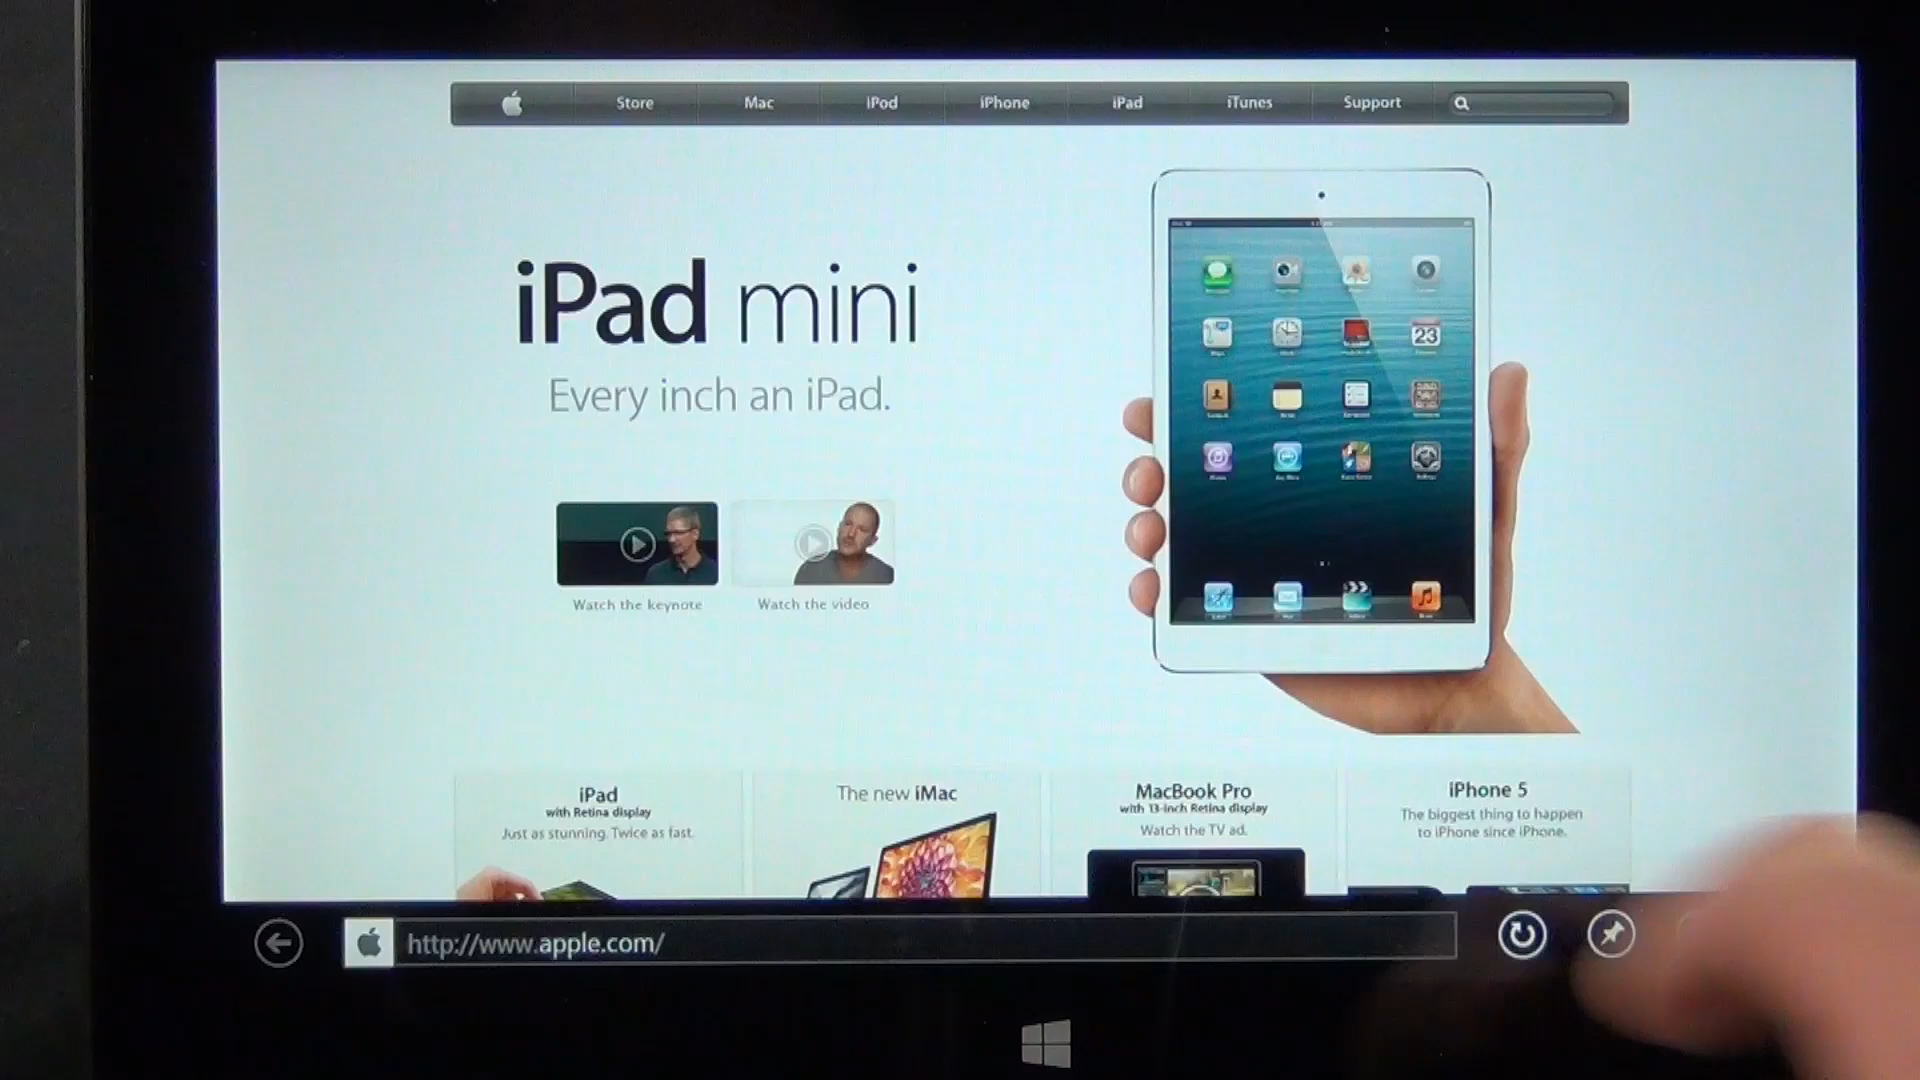 Store Mac iPod iPhone iPad iTunes Support
iPad mini
Every inch an iPad.
Watch the keynote
Watch the video
iPad
with Retina display
Just as stunning. Twice as fast.
The new iMac
MacBook Pro
with 13-inch Retina display
Watch the TV ad.
iPhone 5
The biggest thing to happen
to iPhone since iPhone.
23
http://www.apple.com/